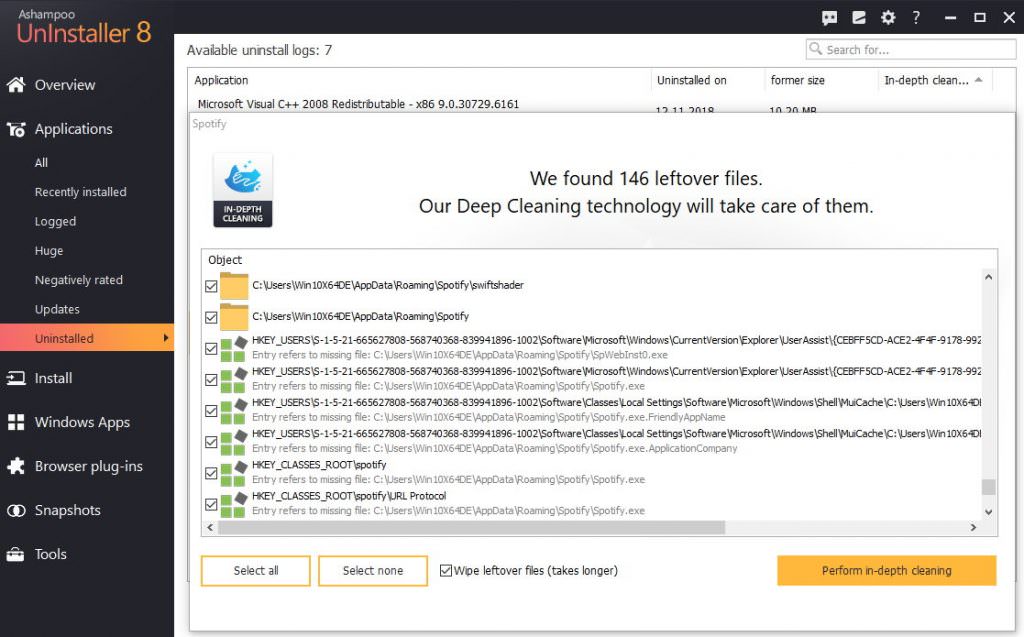 Ashampoo
UnInstaller 8
Overview
Applications
All
Recently installed
Logged
Huge
Negatively rated
Updates
Uninstalled
Install
Windows Apps
Browser plug-ins
Snapshots
Tools
?
Available uninstall logs: 7
Search for...
Application Uninstalled on former size In-depth clean...
Microsoft Visual C++ 2008 Redistributable - x86 9.0.30729.6161 12.11.2018 10,20 MB
Spotify
IN-DEPTH
CLEANING
We found 146 leftover files.
Our Deep Cleaning technology will take care of them.
Object
C:\Users\Win10X64DE\AppData\Roaming\Spotify\swiftshader
C:\Users\Win10X64DE\AppData\Roaming\Spotify
HKEY_USERS\S-1-5-21-665627808-568740368-839941896-1002\Software\Microsoft\Windows\CurrentVersion\Explorer\UserAssist\{CEBFF5CD-ACE2-4F4F-9178-992
Entry refers to missing file: C:\Users\Win10X64DE\AppData\Roaming\Spotify\SpWebInst0.exe
HKEY_USERS\S-1-5-21-665627808-568740368-839941896-1002\Software\Microsoft\Windows\CurrentVersion\Explorer\UserAssist\{CEBFF5CD-ACE2-4F4F-9178-992
Entry refers to missing file: C:\Users\Win10X64DE\AppData\Roaming\Spotify\Spotify.exe
HKEY_USERS\S-1-5-21-665627808-568740368-839941896-1002\Software\Classes\Local Settings\Software\Microsoft\Windows\Shell\MuiCache\C:\Users\Win10X64DE
Entry refers to missing file: C:\Users\Win10X64DE\AppData\Roaming\Spotify\Spotify.exe.FriendlyAppName
HKEY_USERS\S-1-5-21-665627808-568740368-839941896-1002\Software\Classes\Local Settings\Software\Microsoft\Windows\Shell\MuiCache\C:\Users\Win10X64DE
Entry refers to missing file: C:\Users\Win10X64DE\AppData\Roaming\Spotify\Spotify.exe.ApplicationCompany
HKEY_CLASSES_ROOT\spotify
Entry refers to missing file: C:\Users\Win10X64DE\AppData\Roaming\Spotify\Spotify.exe
HKEY_CLASSES_ROOT\spotify\URL Protocol
Entry refers to missing file: C:\Users\Win10X64DE\AppData\Roaming\Spotify\Spotify.exe
Select all
Select none
Wipe leftover files (takes longer)
Perform in-depth cleaning